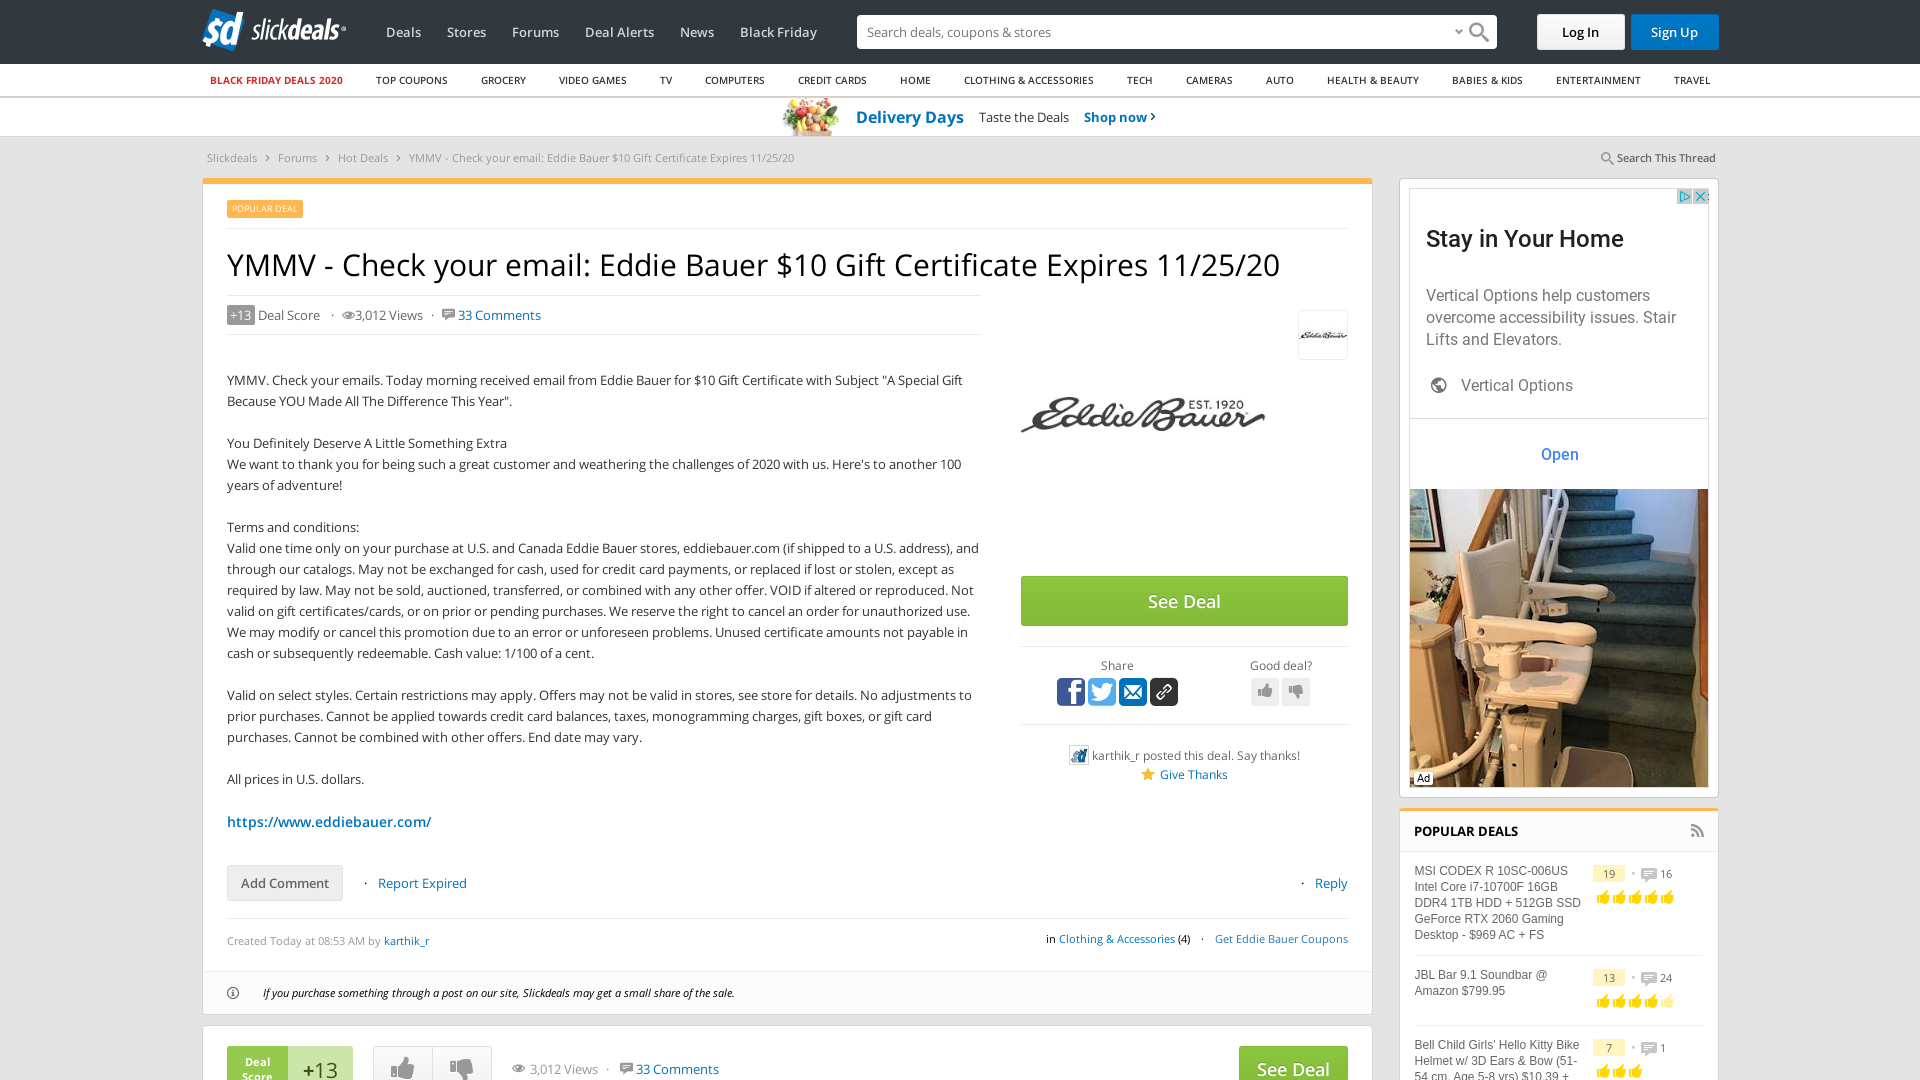 slickdeals
Deals Stores Forums Deal Alerts News Black Friday
Search deals, coupons & stores
Log In
Sign Up
BLACK FRIDAY DEALS 2020 TOP COUPONS GROCERY VIDEO GAMES TV COMPUTERS CREDIT CARDS HOME CLOTHING & ACCESSORIES TECH CAMERAS AUTO HEALTH & BEAUTY BABIES & KIDS ENTERTAINMENT TRAVEL
Delivery Days Taste the Deals Shop now
Slickdeals Forums Hot Deals YMMV - Check your email: Eddie Bauer $10 Gift Certificate Expires 11/25/20
Search This Thread
POPULAR DEAL
YMMV - Check your email: Eddie Bauer $10 Gift Certificate Expires 11/25/20
+13 Deal Score · 3,012 Views · 33 Comments
YMMV. Check your emails. Today morning received email from Eddie Bauer for $10 Gift Certificate with Subject "A Special Gift
Because YOU Made All The Difference This Year".
You Definitely Deserve A Little Something Extra
We want to thank you for being such a great customer and weathering the challenges of 2020 with us. Here's to another 100
years of adventure!
Terms and conditions:
Valid one time only on your purchase at U.S. and Canada Eddie Bauer stores, eddiebauer.com (if shipped to a U.S. address), and
through our catalogs. May not be exchanged for cash, used for credit card payments, or replaced if lost or stolen, except as
required by law. May not be sold, auctioned, transferred, or combined with any other offer. VOID if altered or reproduced. Not
valid on gift certificates/cards, or on prior or pending purchases. We reserve the right to cancel an order for unauthorized use.
We may modify or cancel this promotion due to an error or unforeseen problems. Unused certificate amounts not payable in
cash or subsequently redeemable. Cash value: 1/100 of a cent.
Valid on select styles. Certain restrictions may apply. Offers may not be valid in stores, see store for details. No adjustments to
prior purchases. Cannot be applied towards credit card balances, taxes, monogramming charges, gift boxes, or gift card
purchases. Cannot be combined with other offers. End date may vary.
All prices in U.S. dollars.
https://www.eddiebauer.com/
Add Comment · Report Expired
· Reply
Created Today at 08:53 AM by karthik_r
in Clothing & Accessories (4) · Get Eddie Bauer Coupons
If you purchase something through a post on our site, Slickdeals may get a small share of the sale.
Eddie Bauer
EST. 1920
Eddie Bauer
See Deal
Share
Good deal?
karthik_r posted this deal. Say thanks!
Give Thanks
Deal
Score
+13
3,012 Views · 33 Comments
See Deal
Stay in Your Home
Vertical Options help customers
overcome accessibility issues. Stair
Lifts and Elevators.
Vertical Options
Open
Ad
POPULAR DEALS
MSI CODEX R 10SC-006US
Intel Core i7-10700F 16GB
DDR4 1TB HDD + 512GB SSD
GeForce RTX 2060 Gaming
Desktop - $969 AC + FS
19 • 16
JBL Bar 9.1 Soundbar @
Amazon $799.95
13 • 24
Bell Child Girls' Hello Kitty Bike
Helmet w/ 3D Ears & Bow (51-
54 cm, Age 5-8 yrs) $10.39 +
7 • 1